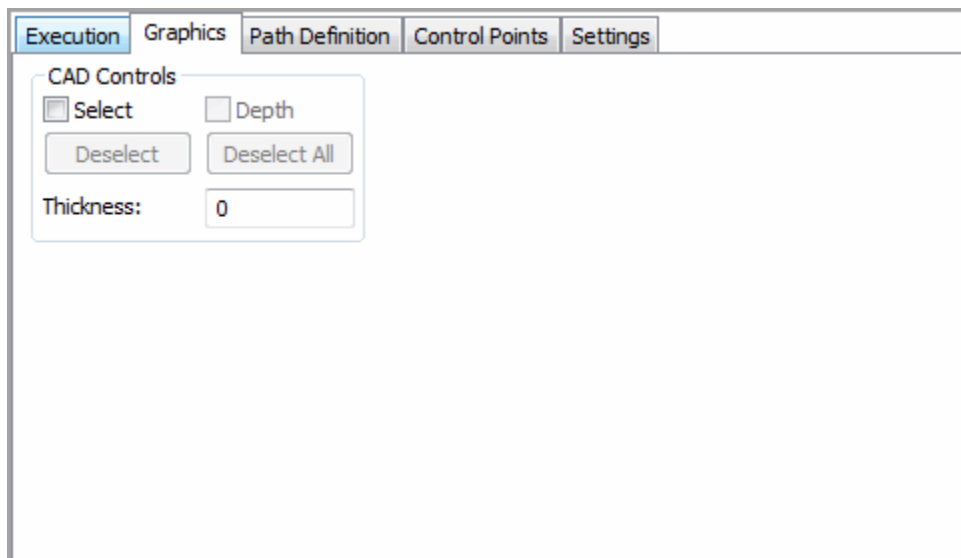 Execution Graphics Path Definition Control Points Settings
CAD Controls
Select Depth
Deselect Deselect All
Thickness: 0